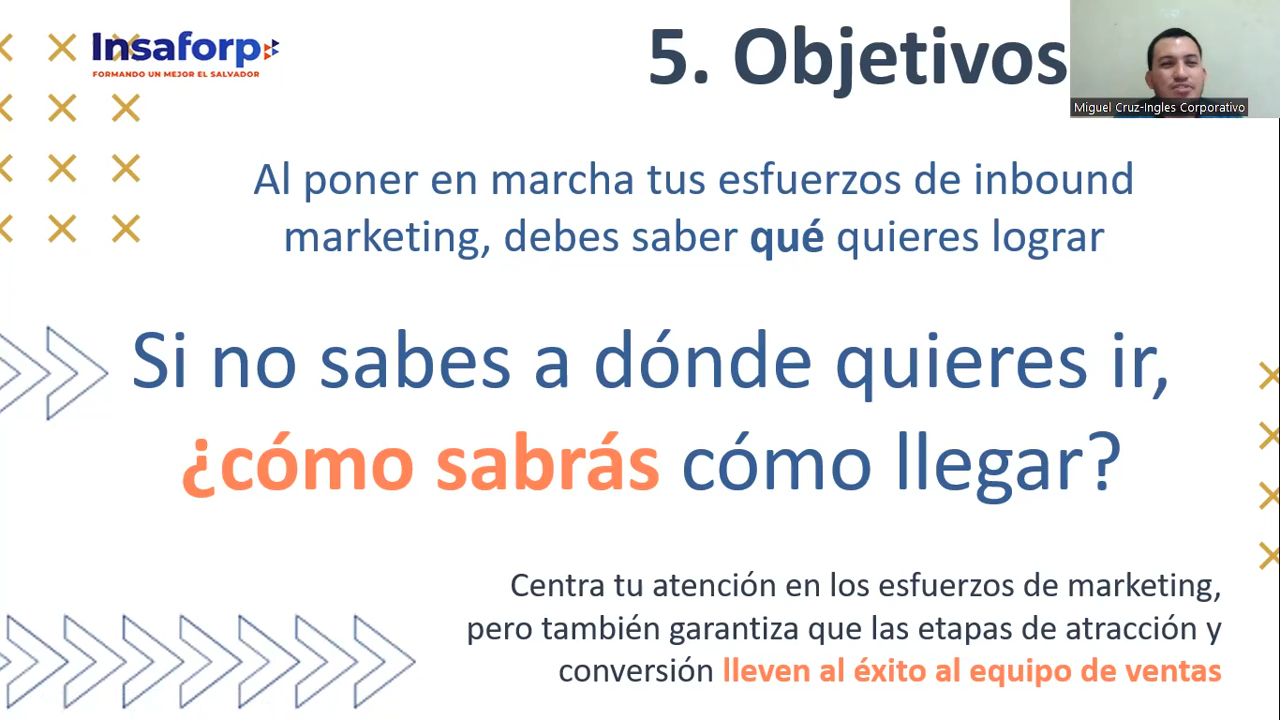 Insaforp
FORMANDO UN MEJOR EL SALVADOR
5. Objetivos
Miguel Cruz-Ingles Corporativo
Al poner en marcha tus esfuerzos de inbound
marketing, debes saber qué quieres lograr
Si no sabes a dónde quieres ir,
¿cómo sabrás cómo llegar?
Centra tu atención en los esfuerzos de marketing,
pero también garantiza que las etapas de atracción y
conversión lleven al éxito al equipo de ventas